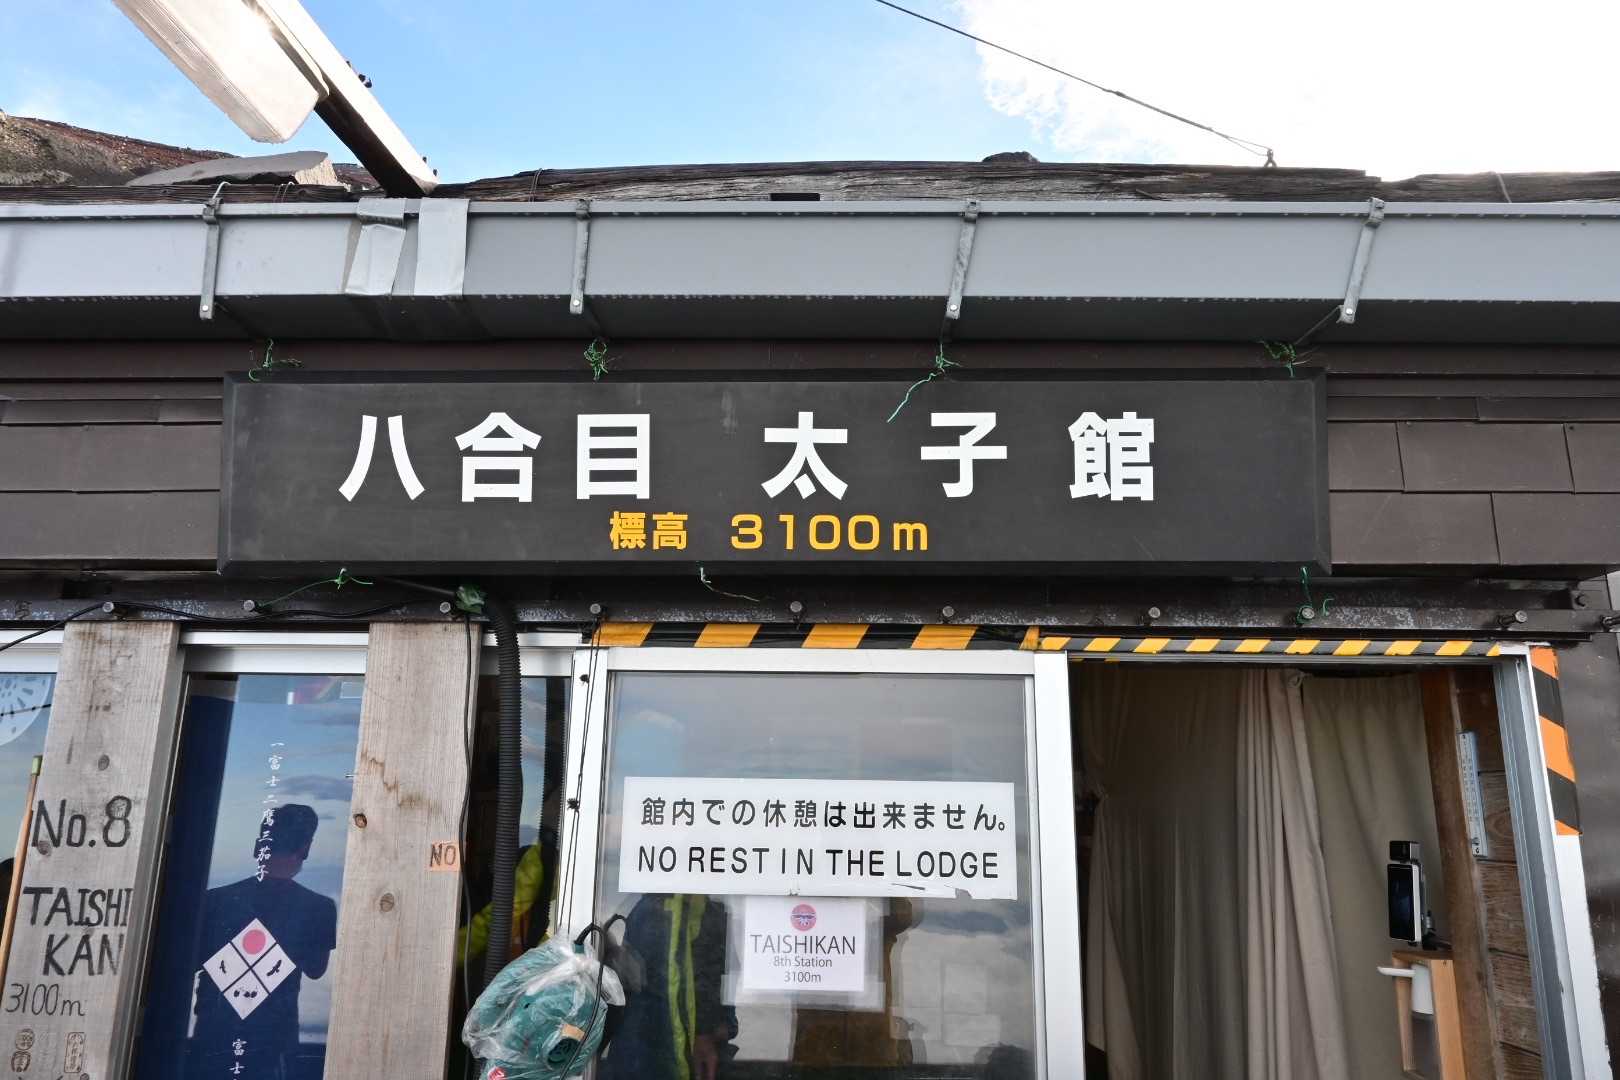 八合目 太子館
標高 3100m
館内での休憩は出来ません。
NO REST IN THE LODGE
TAISHIKAN
8th Station
3100m
No.8
TAISHI
KAN
3100m
一富士二鷹三茄子
富士
NO